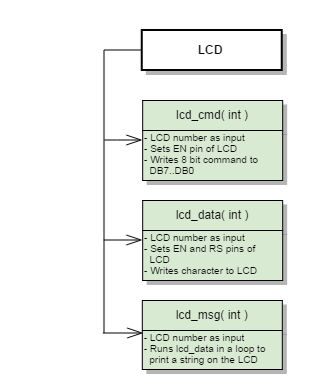 LCD
lcd_cmd( int )
- LCD number as input
- Sets EN pin of LCD
- Writes 8 bit command to
DB7..DB0
lcd_data( int )
- LCD number as input
- Sets EN and RS pins of
LCD
- Writes character to LCD
lcd_msg( int )
- LCD number as input
- Runs lcd_data in a loop to
print a string on the LCD